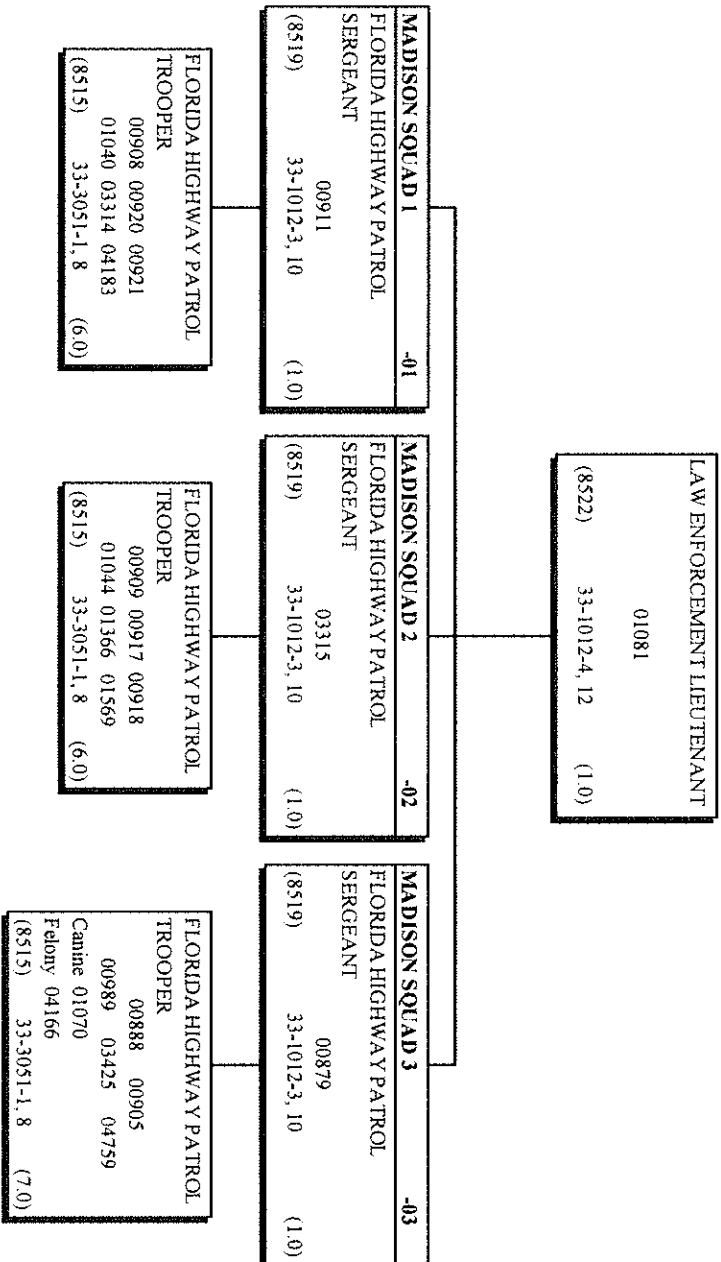 LAW ENFORCEMENT LIEUTENANT
01081
(8522) 33-1012-4, 12 (1.0)
MADISON SQUAD 1 -01
FLORIDA HIGHWAY PATROL
SERGEANT
00911
(8519) 33-1012-3, 10 (1.0)
FLORIDA HIGHWAY PATROL
TROOPER
00908 00920 00921
01040 03314 04183
(8515) 33-3051-1, 8 (6.0)
MADISON SQUAD 2 -02
FLORIDA HIGHWAY PATROL
SERGEANT
03315
(8519) 33-1012-3, 10 (1.0)
FLORIDA HIGHWAY PATROL
TROOPER
00909 00917 00918
01044 01366 01569
(8515) 33-3051-1, 8 (6.0)
MADISON SQUAD 3 -03
FLORIDA HIGHWAY PATROL
SERGEANT
00879
(8519) 33-1012-3, 10 (1.0)
FLORIDA HIGHWAY PATROL
TROOPER
00888 00905
00989 03425 04759
Canine 01070
Felony 04166
(8515) 33-3051-1, 8 (7.0)